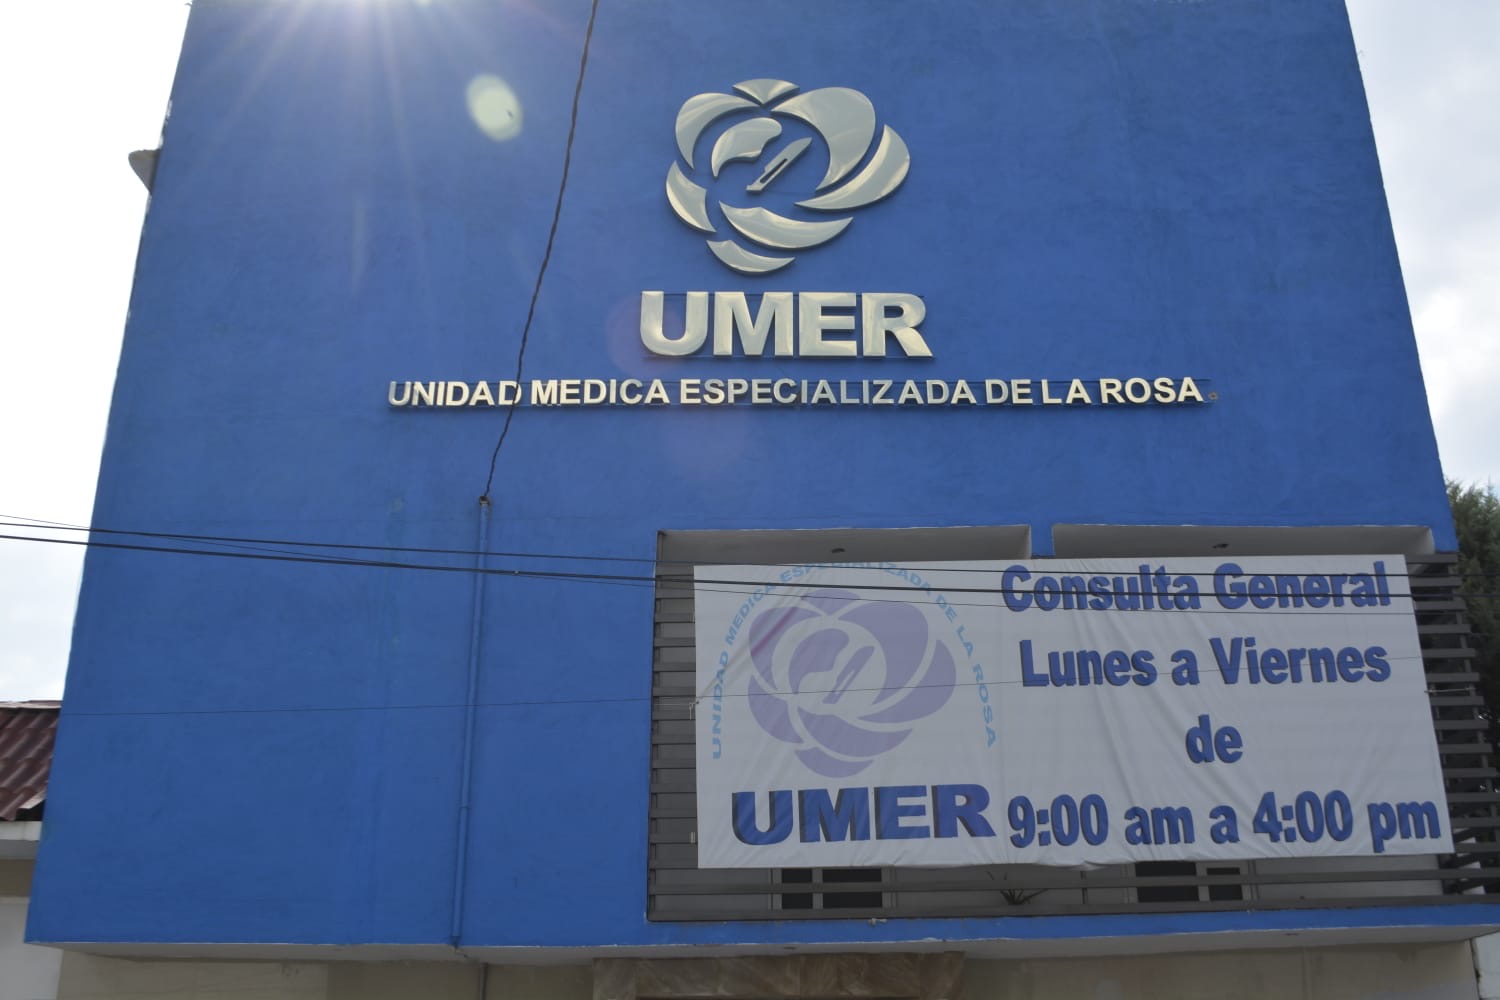 UMER
UNIDAD MEDICA ESPECIALIZADA DE LA ROSA
UNIDAD MEDICA ESPECIALIZADA DE LA ROSA
UMER
Consulta General
Lunes a Viernes
de
9:00 am a 4:00 pm